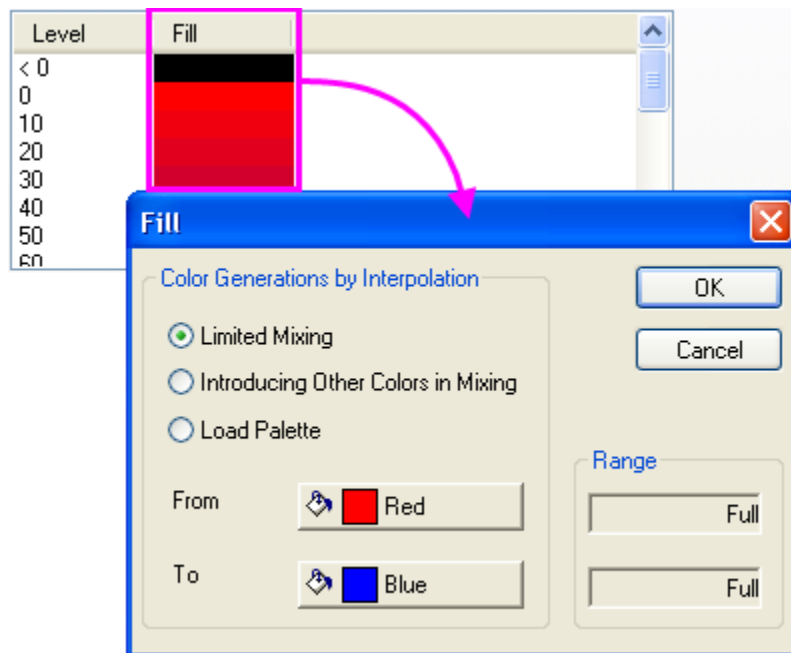 Level Fill
< 0
0
10
20
30
40
50
60
Fill
Color Generations by Interpolation
OK
Limited Mixing
Cancel
Introducing Other Colors in Mixing
Load Palette
Range
From Red Full
To Blue Full